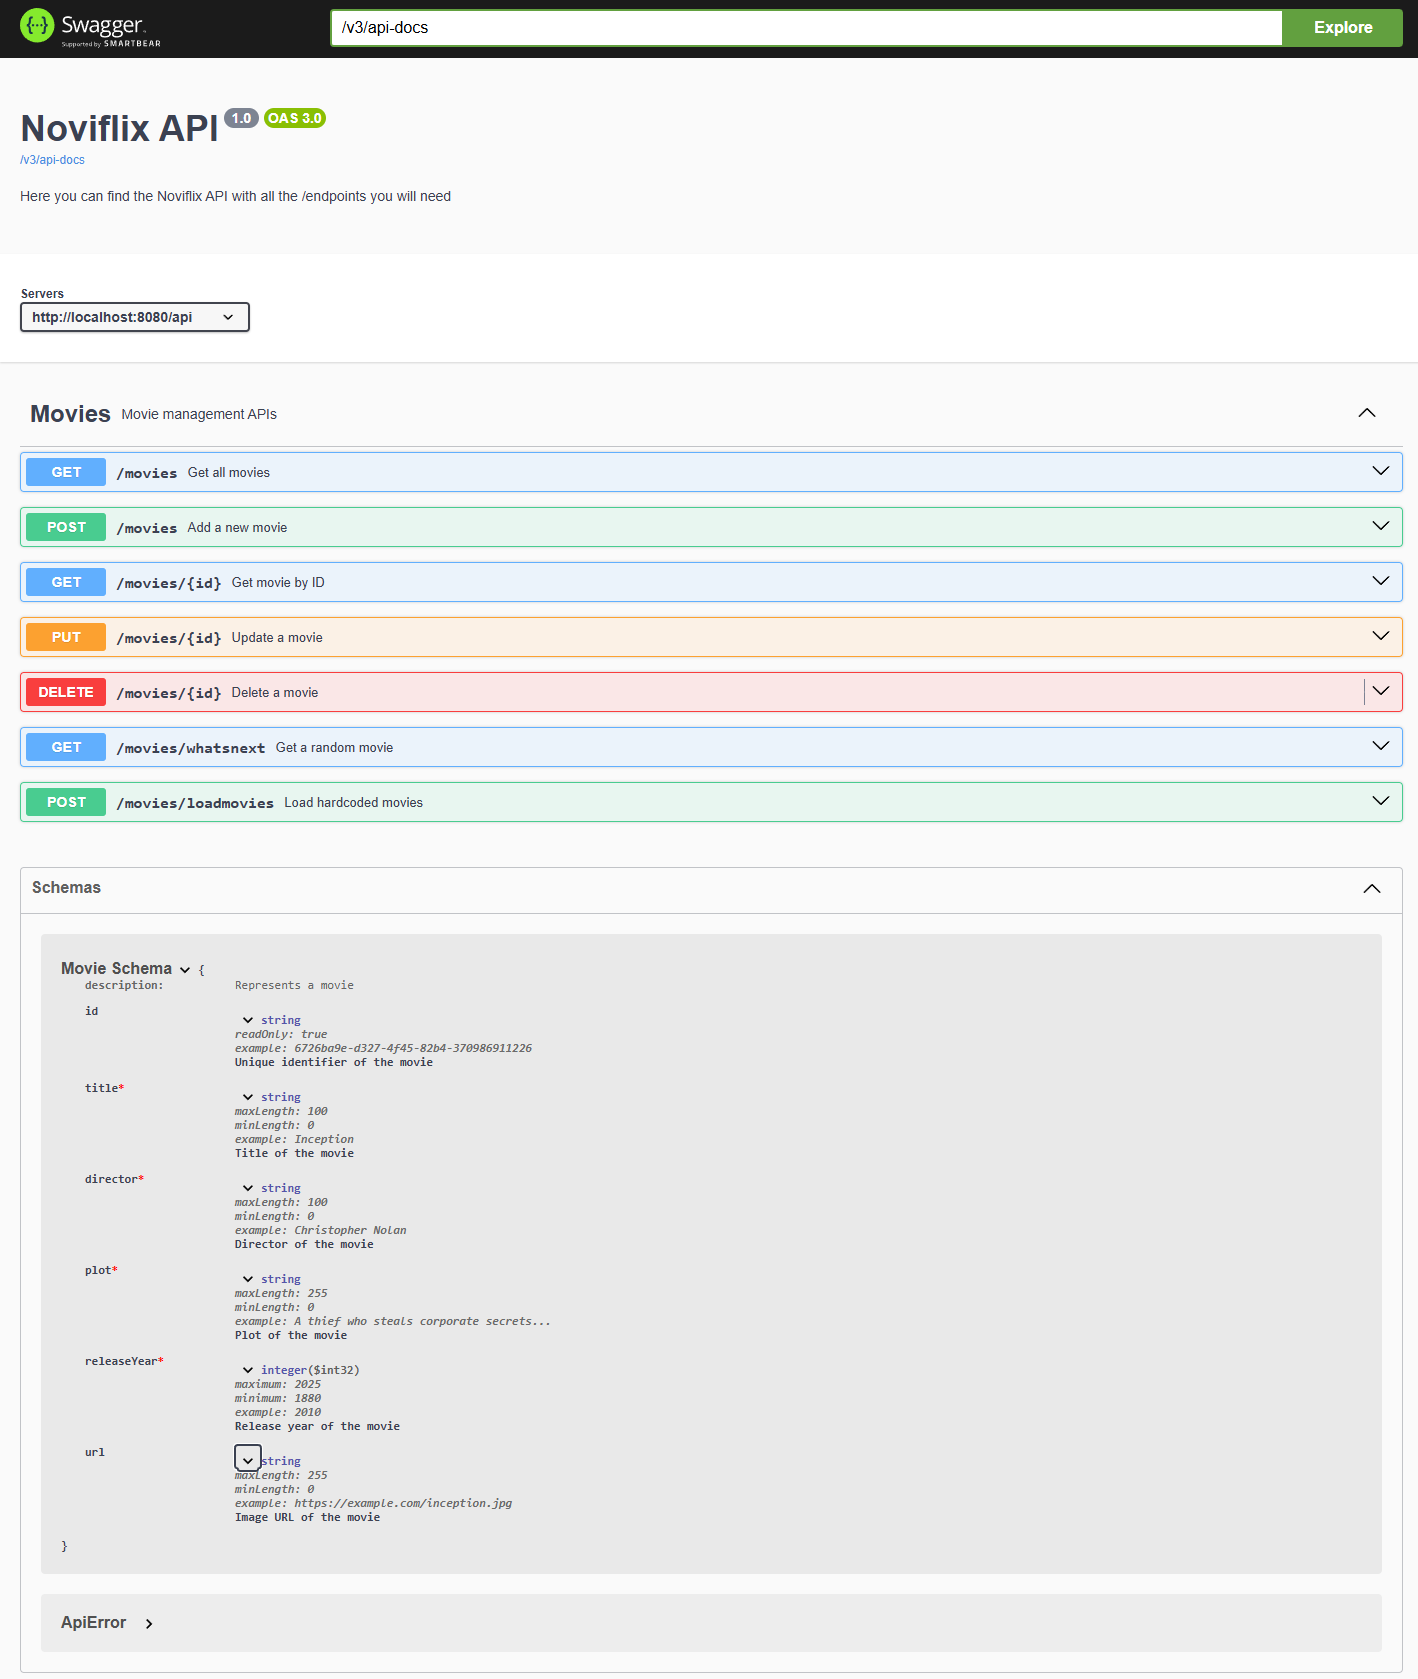 Swagger.
Supported by SMARTBEAR
/v3/api-docs
Explore
Noviflix API 1.0 OAS 3.0
/v3/api-docs
Here you can find the Noviflix API with all the /endpoints you will need
Servers
http://localhost:8080/api
Movies Movie management APIs
GET /movies Get all movies
POST /movies Add a new movie
GET /movies/{id} Get movie by ID
PUT /movies/{id} Update a movie
DELETE /movies/{id} Delete a movie
GET /movies/whatsnext Get a random movie
POST /movies/loadmovies Load hardcoded movies
Schemas
Movie Schema {
description: Represents a movie
id
string
readOnly: true
example: 6726ba9e-d327-4f45-82b4-370986911226
Unique identifier of the movie
title*
string
maxLength: 100
minLength: 0
example: Inception
Title of the movie
director*
string
maxLength: 100
minLength: 0
example: Christopher Nolan
Director of the movie
plot*
string
maxLength: 255
minLength: 0
example: A thief who steals corporate secrets...
Plot of the movie
releaseYear*
integer($int32)
maximum: 2025
minimum: 1880
example: 2010
Release year of the movie
url
string
maxLength: 255
minLength: 0
example: https://example.com/inception.jpg
Image URL of the movie
}
ApiError